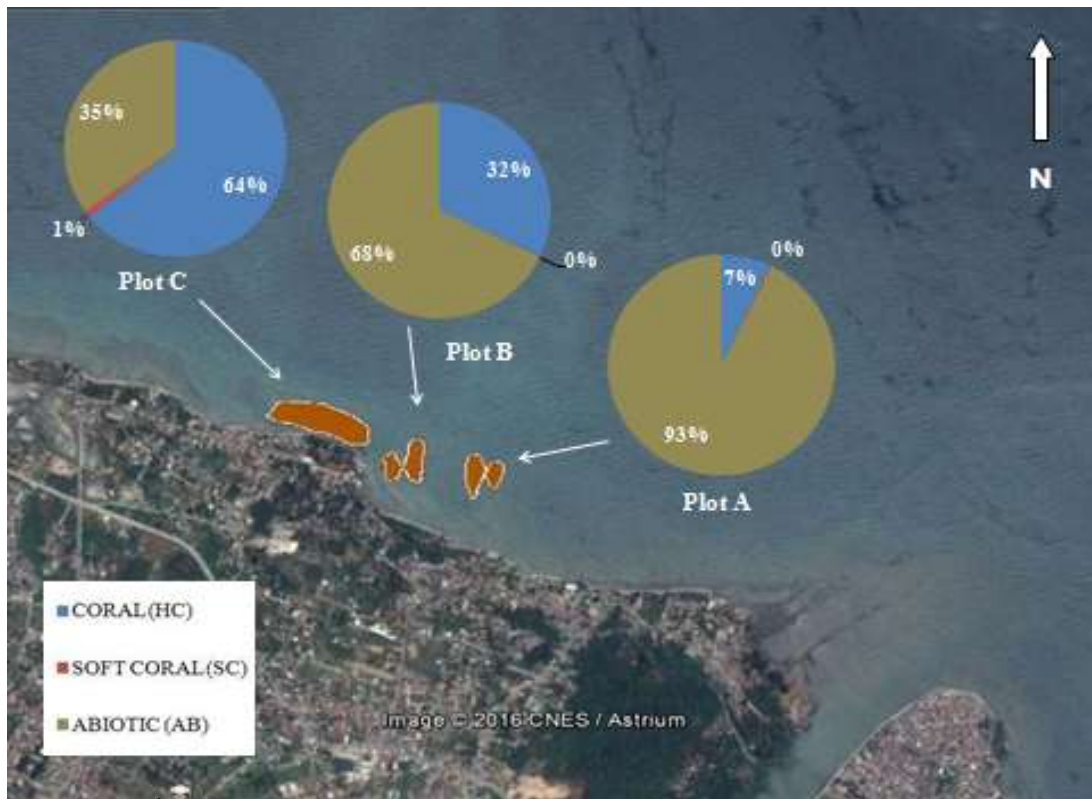 35%
64%
1%
Plot C
32%
68%
0%
Plot B
0%
7%
93%
Plot A
N
CORAL (HC)
SOFT CORAL (SC)
ABIOTIC (AB)
Image © 2016 CNES / Astrium